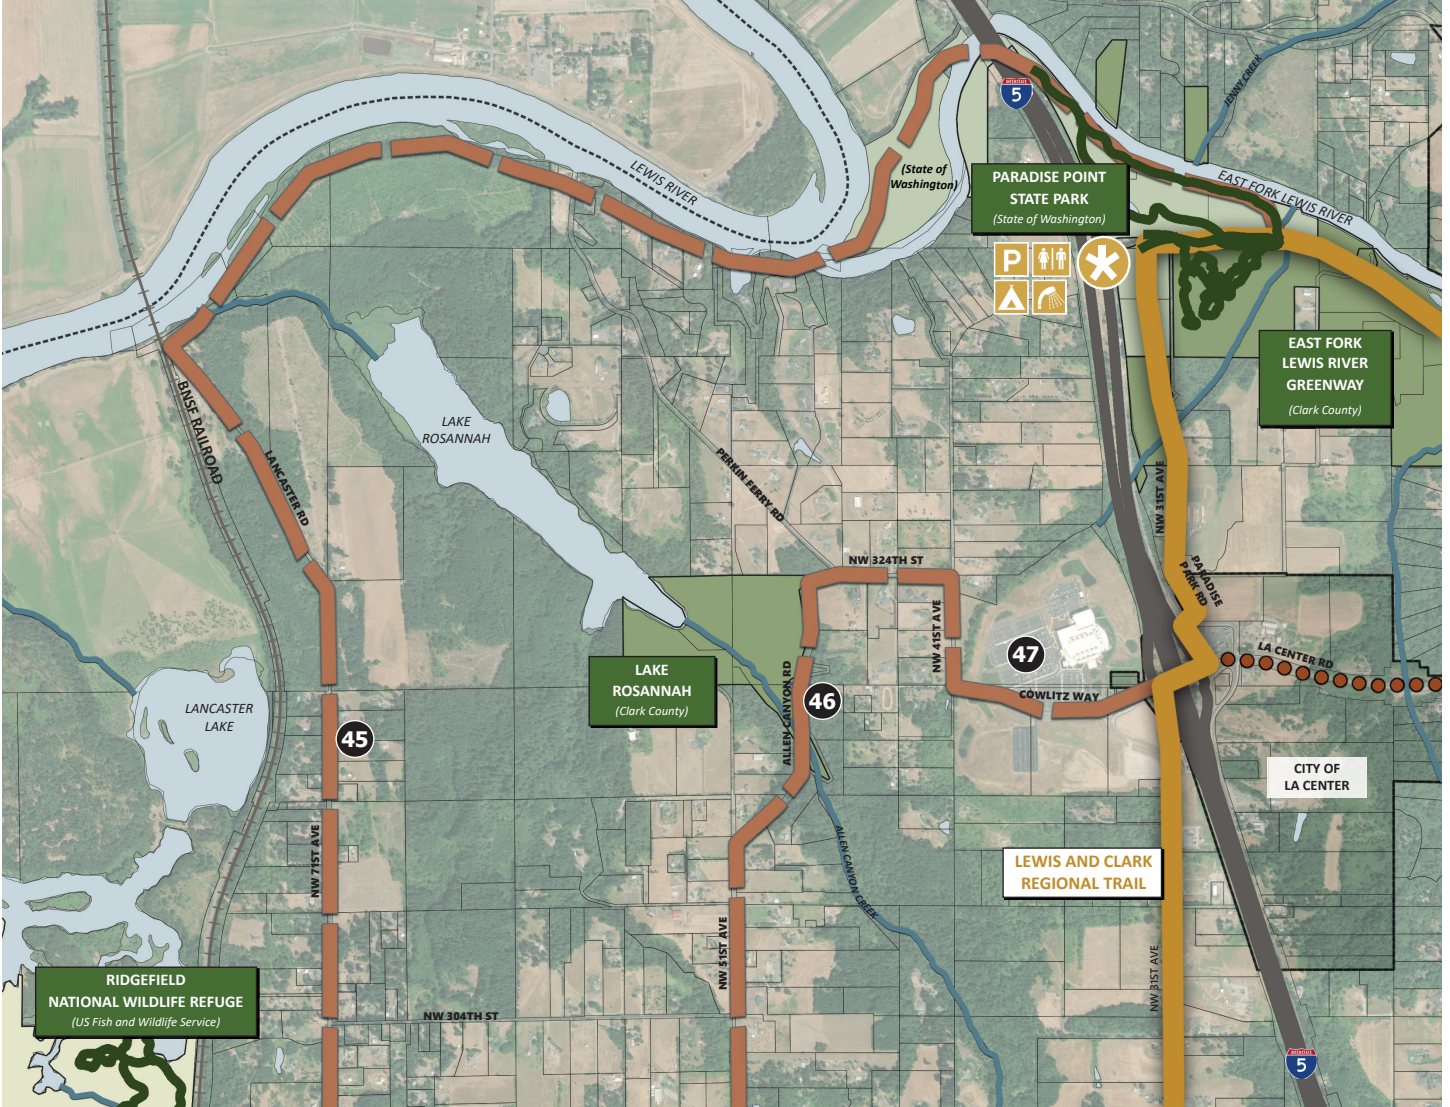 INTERSTATE
5
JENNY CREEK
LEWIS RIVER
(State of
Washington)
PARADISE POINT
STATE PARK
(State of Washington)
EAST FORK LEWIS RIVER
P
EAST FORK
LEWIS RIVER
GREENWAY
(Clark County)
BNSF RAILROAD
LAKE
ROSANNAH
LANCASTER RD
PERKIN FERRY RD
NW 31ST AVE
NW 324TH ST
PARADISE
PARK RD
NW 41ST AVE
47
LA CENTER RD
LAKE
ROSANNAH
(Clark County)
ALLEN CANYON RD
46
COWLITZ WAY
LANCASTER
LAKE
45
CITY OF
LA CENTER
NW 71ST AVE
ALLEN CANYON CREEK
LEWIS AND CLARK
REGIONAL TRAIL
NW 51ST AVE
NW 31ST AVE
RIDGEFIELD
NATIONAL WILDLIFE REFUGE
(US Fish and Wildlife Service)
NW 304TH ST
INTERSTATE
5